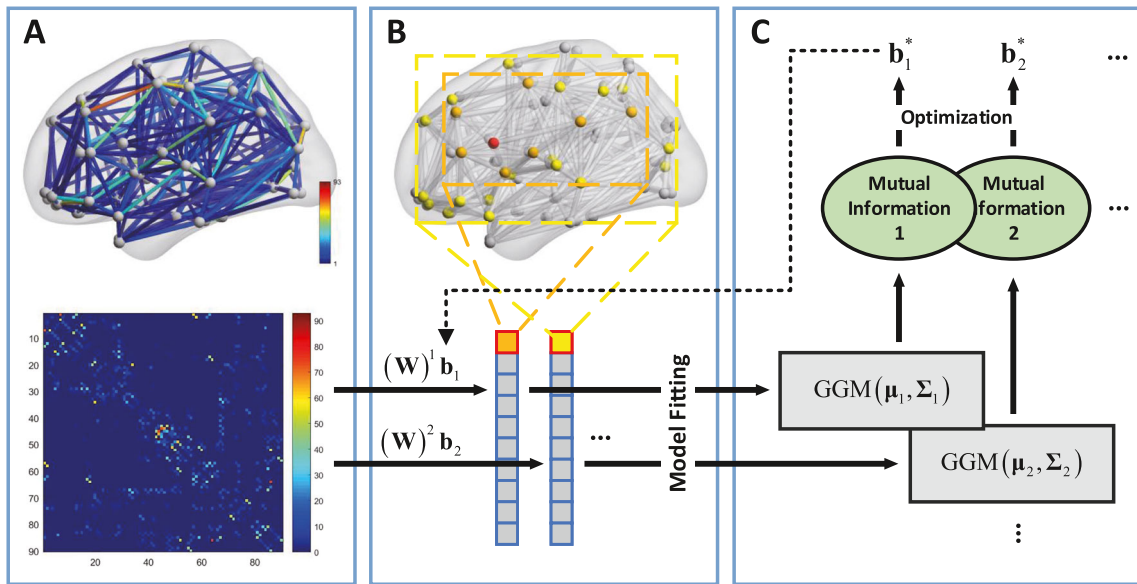 A
93
1
10
20
30
40
50
60
70
80
90
20
40
60
80
90
80
70
60
50
40
30
20
10
0
B
(W)¹ b₁
(W)² b₂
...
Model Fitting
C
b₁* b₂* ...
Optimization
Mutual Information 1
Mutual formation 2
...
GGM(μ₁, Σ₁)
GGM(μ₂, Σ₂)
⋮